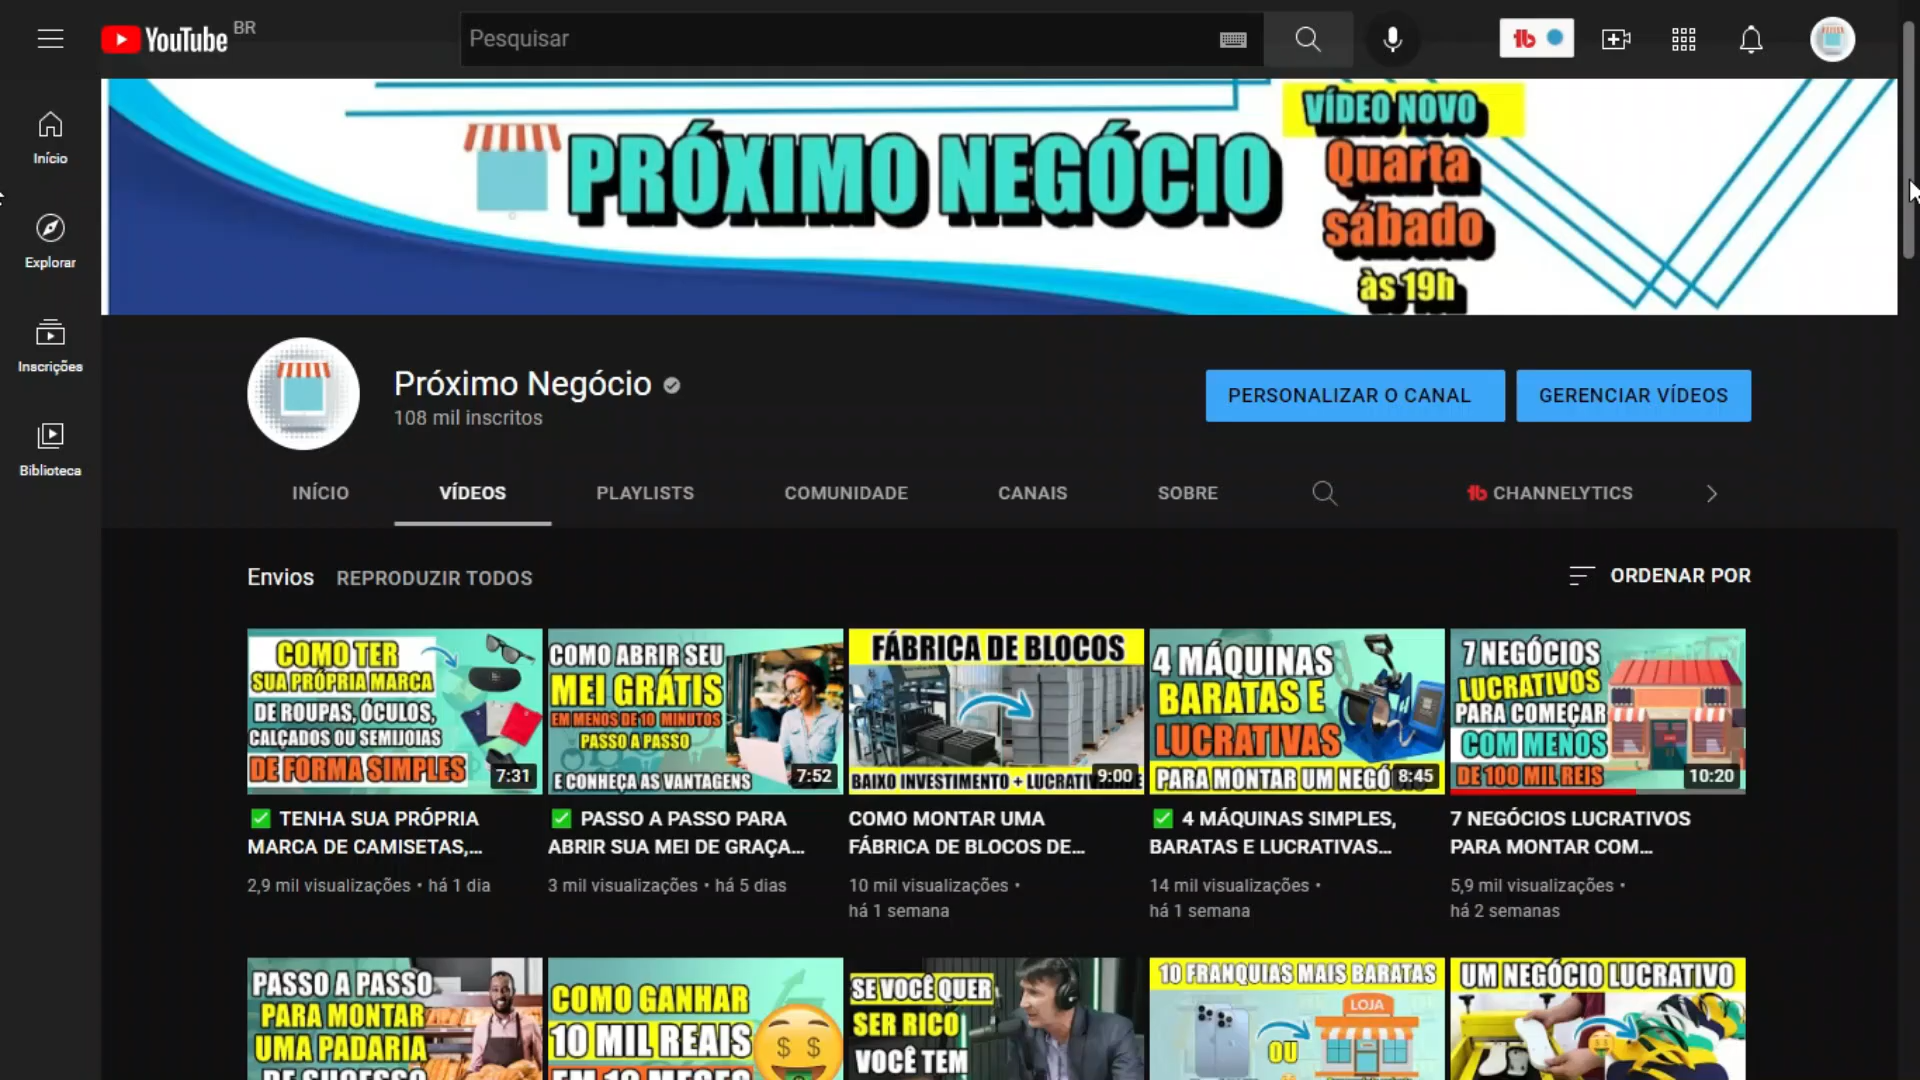 YouTube BR
Pesquisar
Início
Explorar
Inscrições
Biblioteca
PRÓXIMO NEGÓCIO
VÍDEO NOVO
Quarta
sábado
às 19h
Próximo Negócio
108 mil inscritos
PERSONALIZAR O CANAL
GERENCIAR VÍDEOS
INÍCIO VÍDEOS PLAYLISTS COMUNIDADE CANAIS SOBRE CHANNELYTICS
Envios REPRODUZIR TODOS
ORDENAR POR
COMO TER
SUA PRÓPRIA MARCA
DE ROUPAS, ÓCULOS,
CALÇADOS OU SEMIJOIAS
DE FORMA SIMPLES
7:31
✅ TENHA SUA PRÓPRIA
MARCA DE CAMISETAS,...
2,9 mil visualizações • há 1 dia
COMO ABRIR SEU
MEI GRÁTIS
EM MENOS DE 10 MINUTOS
PASSO A PASSO
E CONHEÇA AS VANTAGENS
7:52
✅ PASSO A PASSO PARA
ABRIR SUA MEI DE GRAÇA...
3 mil visualizações • há 5 dias
FÁBRICA DE BLOCOS
BAIXO INVESTIMENTO +
9:00
COMO MONTAR UMA
FÁBRICA DE BLOCOS DE...
10 mil visualizações •
há 1 semana
4 MÁQUINAS
BARATAS E
LUCRATIVAS
PARA MONTAR UM
8:45
✅ 4 MÁQUINAS SIMPLES,
BARATAS E LUCRATIVAS...
14 mil visualizações •
há 1 semana
7 NEGÓCIOS
LUCRATIVOS
PARA COMEÇAR
COM MENOS
DE 100 MIL REIS
10:20
7 NEGÓCIOS LUCRATIVOS
PARA MONTAR COM...
5,9 mil visualizações •
há 2 semanas
PASSO A PASSO
PARA MONTAR
UMA PADARIA
DE SUCESSO
COMO GANHAR
10 MIL REAIS
EM 12 MESES
SE VOCÊ QUER
SER RICO
VOCÊ TEM
10 FRANQUIAS MAIS BARATAS
LOJA
OU
UM NEGÓCIO LUCRATIVO